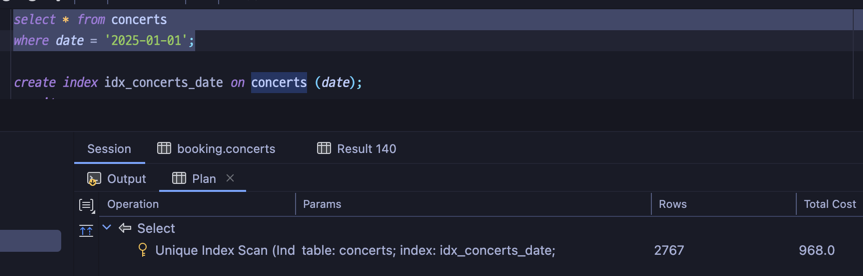 select * from concerts
where date = '2025-01-01';
create index idx_concerts_date on concerts (date);
Session booking.concerts Result 140
Output Plan
Operation Params Rows Total Cost
Select
Unique Index Scan (Ind table: concerts; index: idx_concerts_date; 2767 968.0